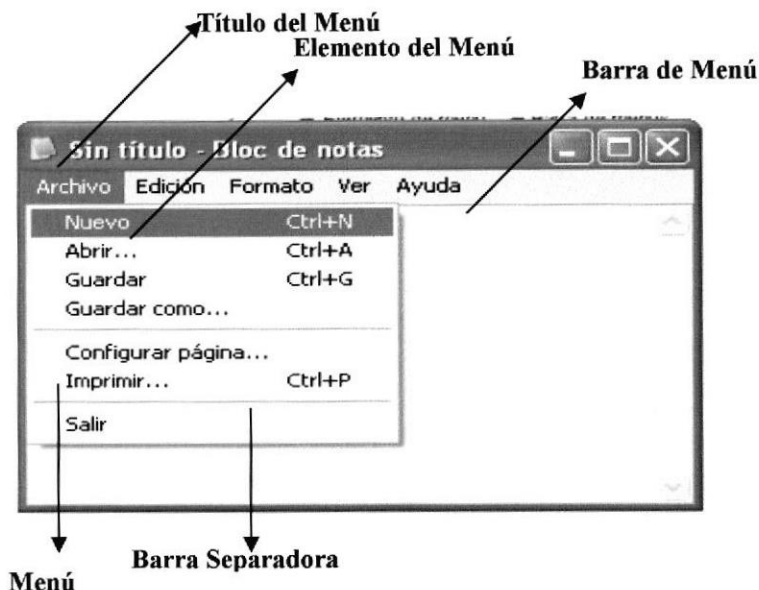 Título del Menú
Elemento del Menú
Barra de Menú
Sin título - Bloc de notas
Archivo Edición Formato Ver Ayuda
Nuevo Ctrl+N
Abrir... Ctrl+A
Guardar Ctrl+G
Guardar como...
Configurar página...
Imprimir... Ctrl+P
Salir
Barra Separadora
Menú